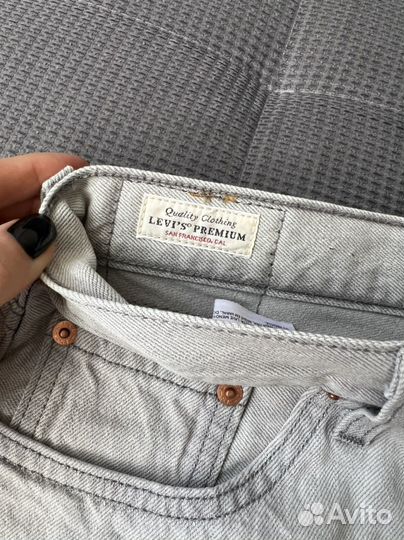 Quality Clothing
LEVI'S® PREMIUM
SAN FRANCISCO, CAL
Avito